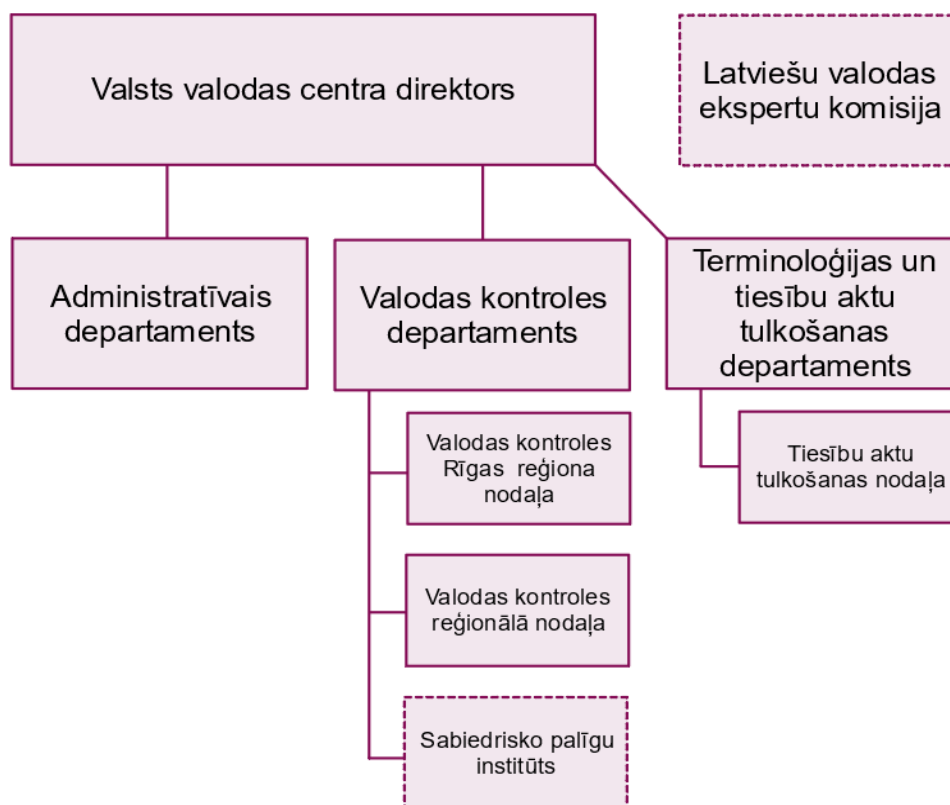 Valsts valodas centra direktors
Latviešu valodas
ekspertu komisija
Administratīvais
departaments
Valodas kontroles
departaments
Terminoloģijas un
tiesību aktu
tulkošanas
departaments
Valodas kontroles
Rīgas reģiona
nodaļa
Tiesību aktu
tulkošanas nodaļa
Valodas kontroles
reģionālā nodaļa
Sabiedrisko palīgu
institūts